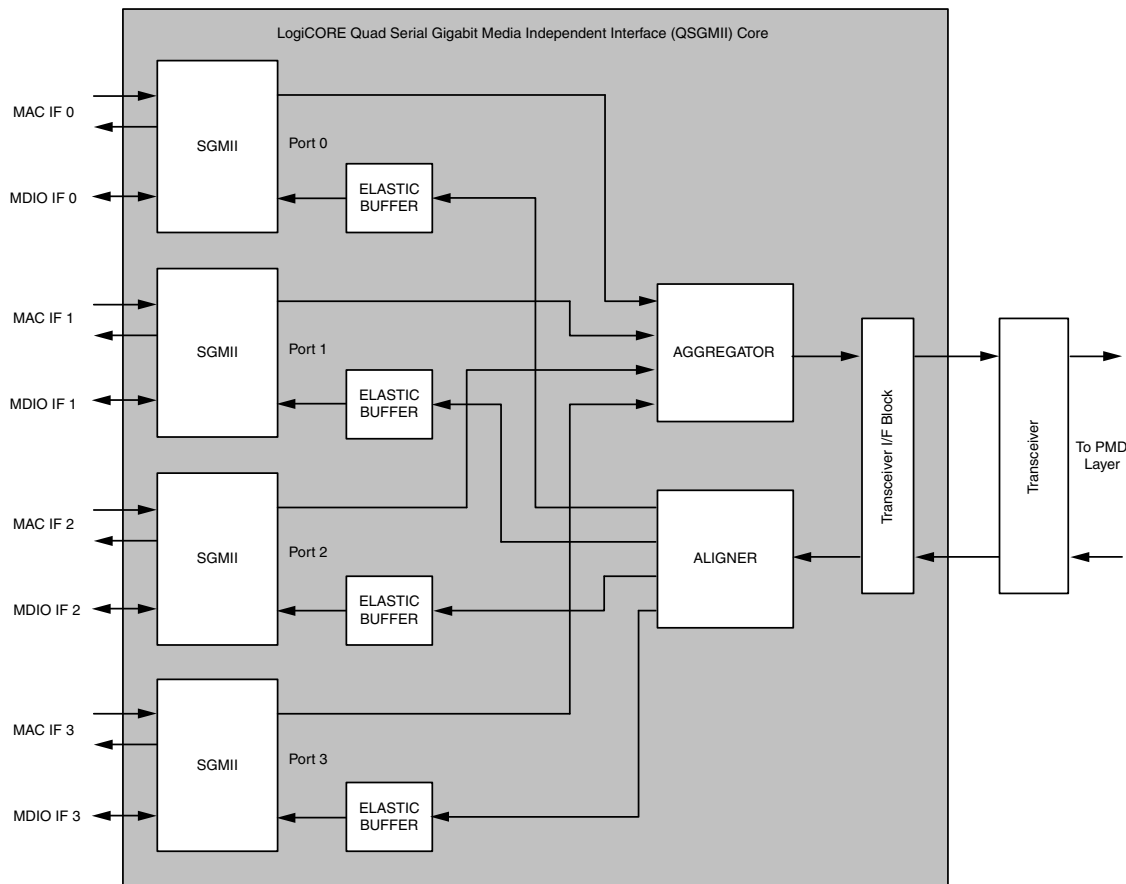 LogiCORE Quad Serial Gigabit Media Independent Interface (QSGMII) Core
MAC IF 0
SGMII
Port 0
MDIO IF 0
ELASTIC
BUFFER
MAC IF 1
SGMII
Port 1
MDIO IF 1
ELASTIC
BUFFER
AGGREGATOR
Transceiver I/F Block
Transceiver
To PMD
Layer
MAC IF 2
SGMII
Port 2
MDIO IF 2
ELASTIC
BUFFER
ALIGNER
MAC IF 3
SGMII
Port 3
MDIO IF 3
ELASTIC
BUFFER